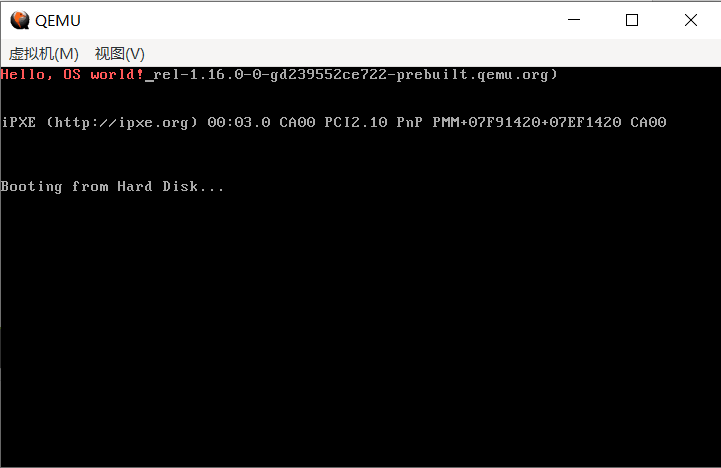 QEMU
虚拟机(M) 视图(V)
Hello, OS world!_rel-1.16.0-0-gd239552ce722-prebuilt.qemu.org)
iPXE (http://ipxe.org) 00:03.0 CA00 PCI2.10 PnP PMM+07F91420+07EF1420 CA00
Booting from Hard Disk...